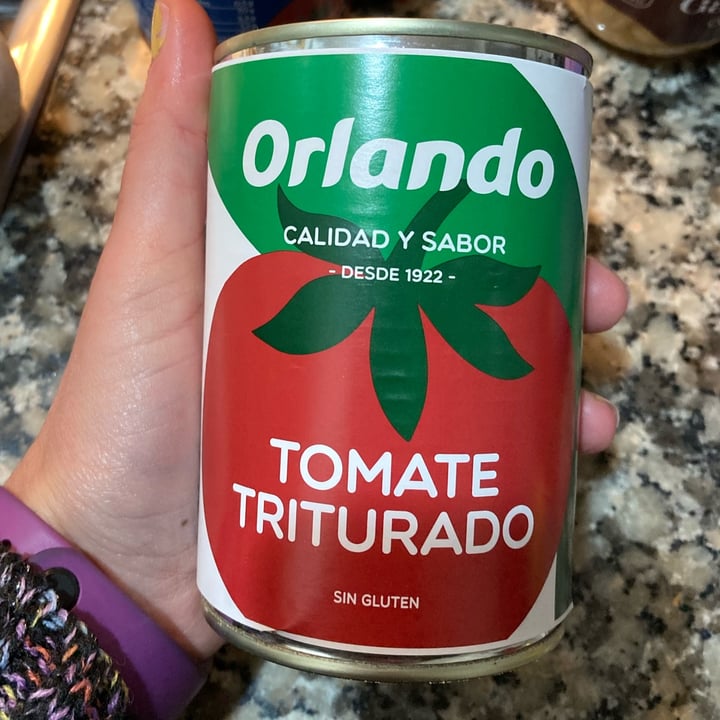 Orlando
CALIDAD Y SABOR
- DESDE 1922 -
TOMATE
TRITURADO
SIN GLUTEN